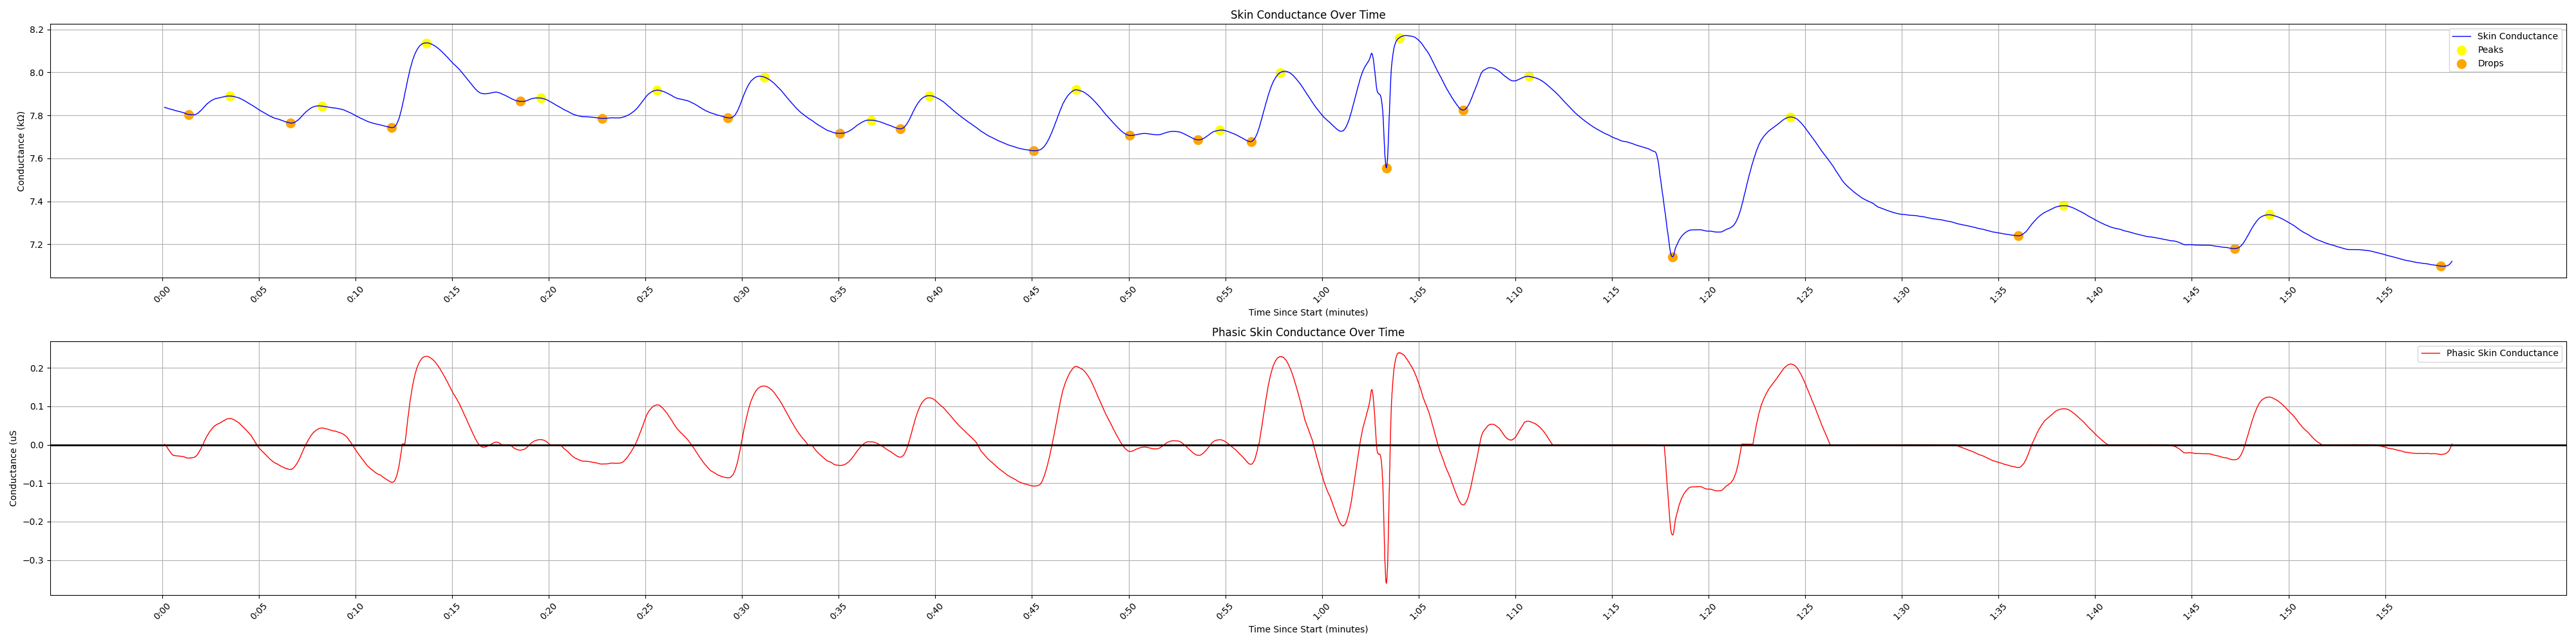 Skin Conductance Over Time
Conductance (kΩ)
8.2
8.0
7.8
7.6
7.4
7.2
Skin Conductance
Peaks
Drops
0:00 0:05 0:10 0:15 0:20 0:25 0:30 0:35 0:40 0:45 0:50 0:55 1:00 1:05 1:10 1:15 1:20 1:25 1:30 1:35 1:40 1:45 1:50 1:55
Time Since Start (minutes)
Phasic Skin Conductance Over Time
Conductance (uS
0.2
0.1
0.0
−0.1
−0.2
−0.3
Phasic Skin Conductance
0:00 0:05 0:10 0:15 0:20 0:25 0:30 0:35 0:40 0:45 0:50 0:55 1:00 1:05 1:10 1:15 1:20 1:25 1:30 1:35 1:40 1:45 1:50 1:55
Time Since Start (minutes)